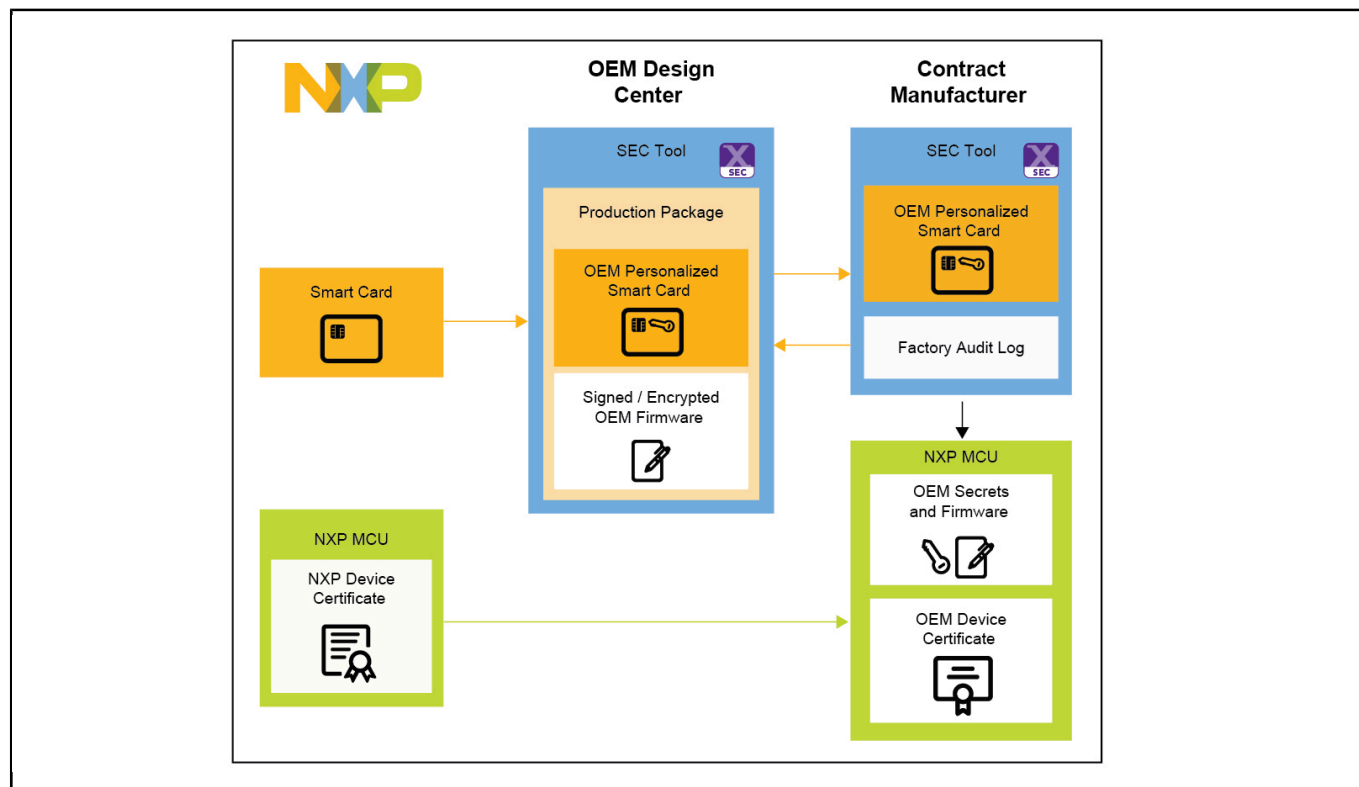 NXP
OEM Design
Center
Contract
Manufacturer
SEC Tool
X
SEC
Production Package
OEM Personalized
Smart Card
Signed / Encrypted
OEM Firmware
SEC Tool
X
SEC
OEM Personalized
Smart Card
Factory Audit Log
Smart Card
NXP MCU
NXP Device
Certificate
NXP MCU
OEM Secrets
and Firmware
OEM Device
Certificate